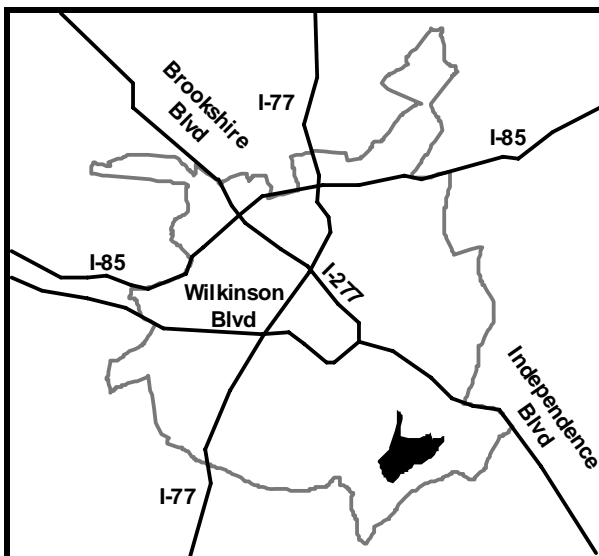 Brookshire
Blvd
I-77
I-85
I-85
Wilkinson
Blvd
I-277
Independence
Blvd
I-77